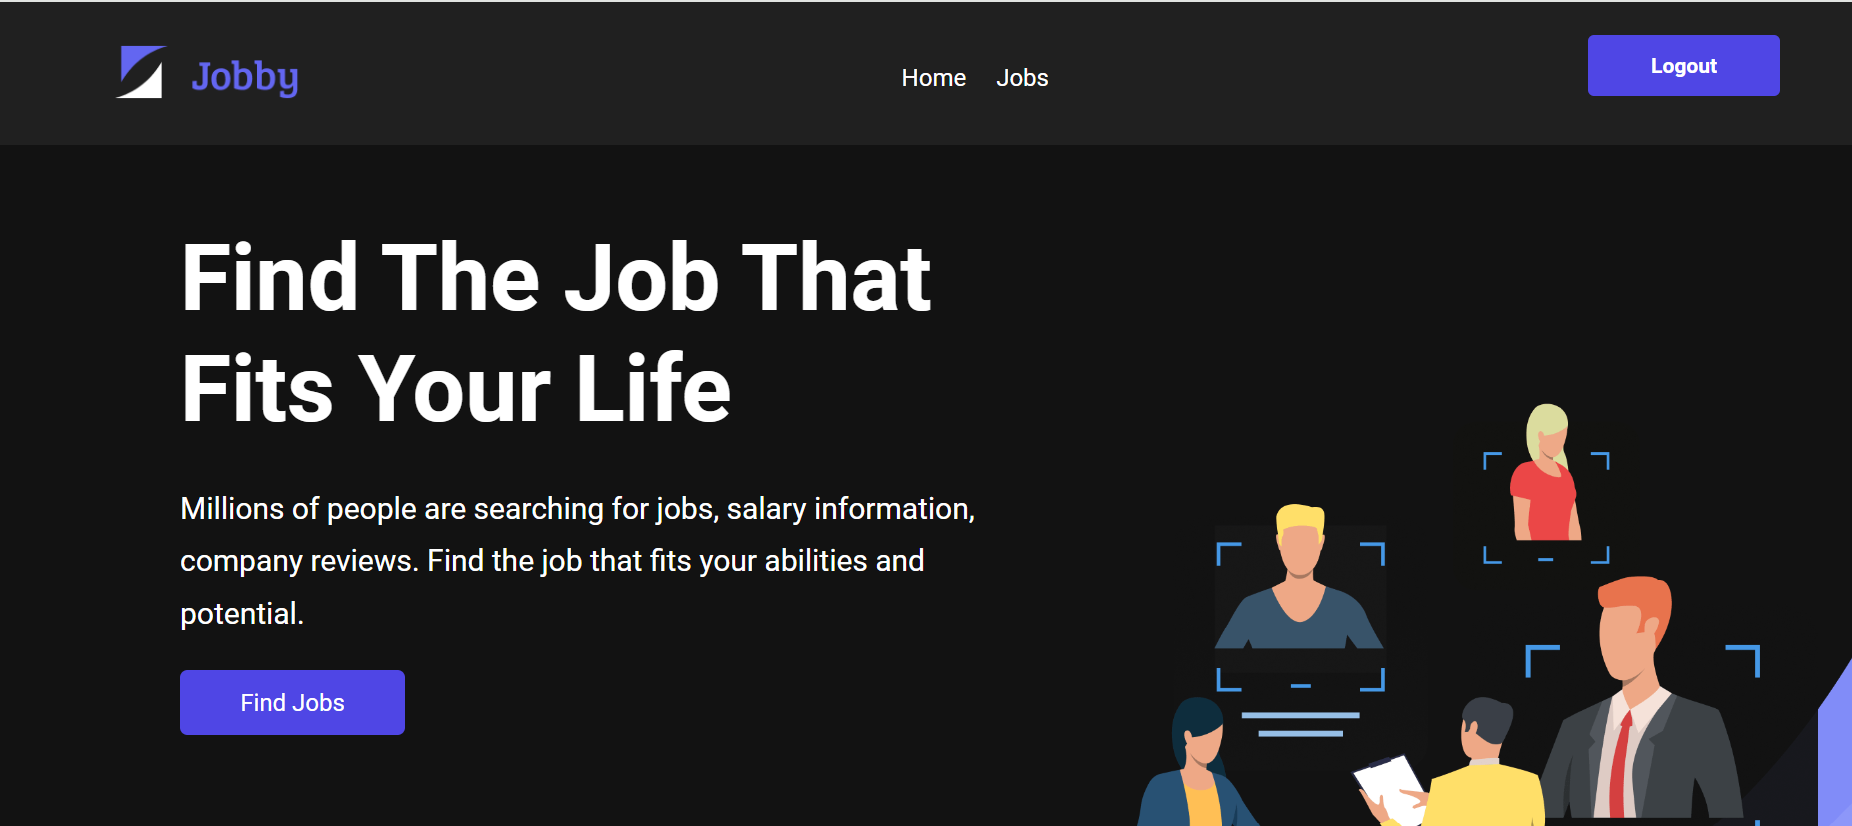 Jobby
Home Jobs
Logout
Find The Job That
Fits Your Life
Millions of people are searching for jobs, salary information,
company reviews. Find the job that fits your abilities and
potential.
Find Jobs